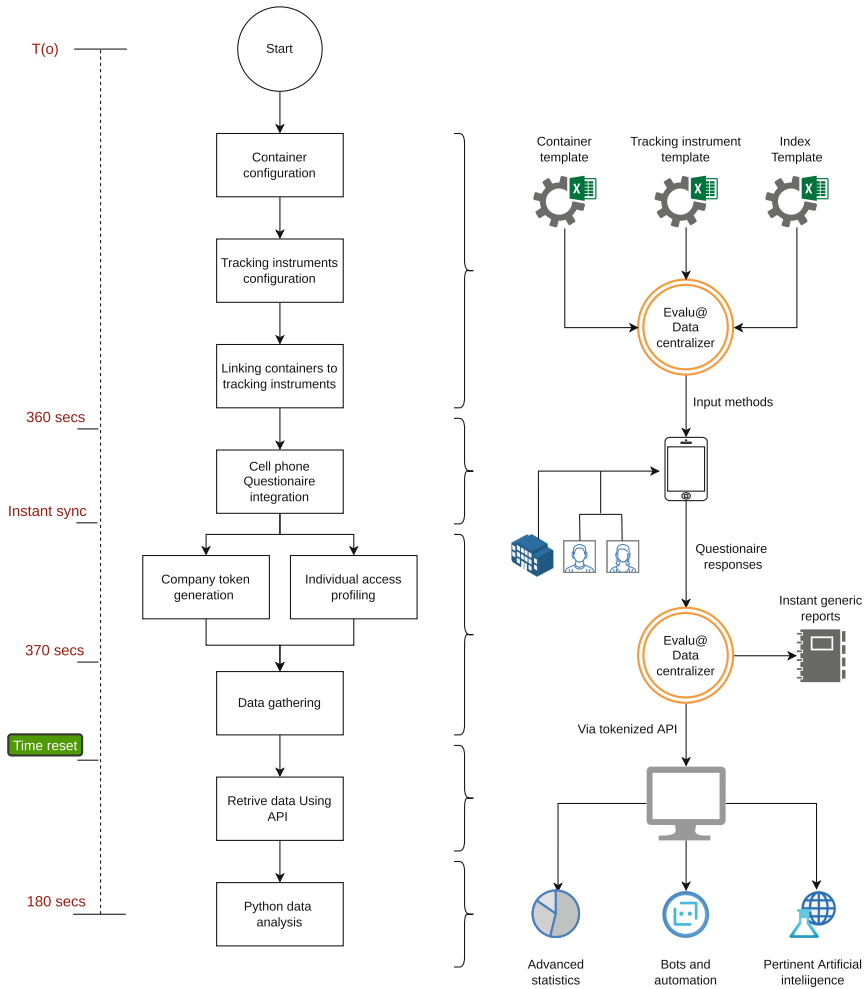 T(o)
360 secs
Instant sync
370 secs
Time reset
180 secs
Start
Container
configuration
Tracking instruments
configuration
Linking containers to
tracking instruments
Cell phone
Questionaire
integration
Company token
generation
Individual access
profiling
Data gathering
Retrive data Using
API
Python data
analysis
Container
template
Tracking instrument
template
Index
Template
Evalu@
Data
centralizer
Input methods
Questionaire
responses
Instant generic
reports
Evalu@
Data
centralizer
Via tokenized API
Advanced
statistics
Bots and
automation
Pertinent Artificial
inteliigence